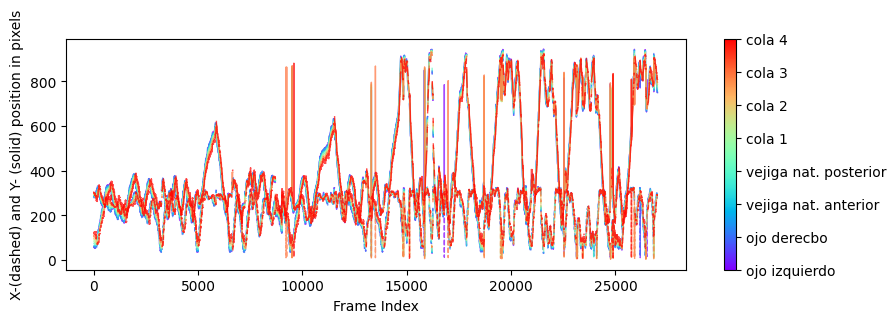 X-(dashed) and Y- (solid) position in pixels
800
600
400
200
0
0
5000
10000
15000
20000
25000
Frame Index
cola 4
cola 3
cola 2
cola 1
vejiga nat. posterior
vejiga nat. anterior
ojo derecbo
ojo izquierdo